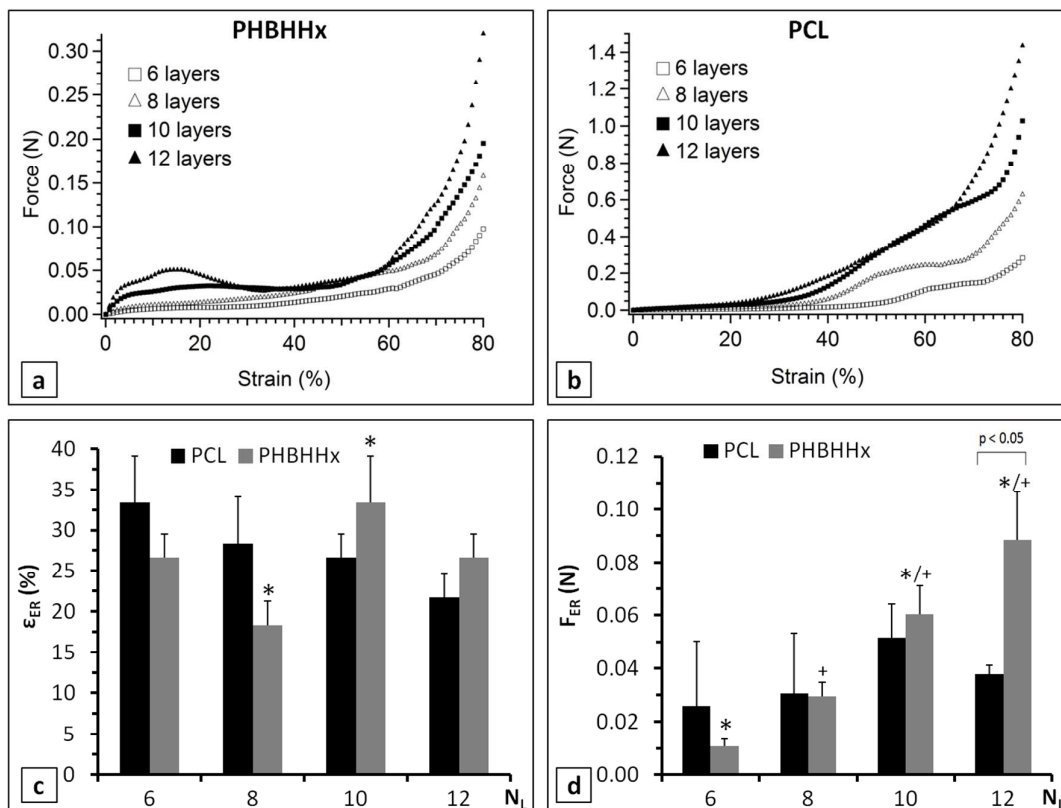 PHBHHx
0.30
0.25
0.20
0.15
0.10
0.05
0.00
Force (N)
□ 6 layers
△ 8 layers
■ 10 layers
▲ 12 layers
0 20 40 60 80
Strain (%)
a
PCL
1.4
1.2
1.0
0.8
0.6
0.4
0.2
0.0
Force (N)
□ 6 layers
△ 8 layers
■ 10 layers
▲ 12 layers
0 20 40 60 80
Strain (%)
b
40
35
30
25
20
15
10
5
0
εER (%)
PCL PHBHHx
*
*
6 8 10 12 NL
c
0.12
0.10
0.08
0.06
0.04
0.02
0.00
FER (N)
PCL PHBHHx
p < 0.05
*
+
*/+
*/+
6 8 10 12 NL
d